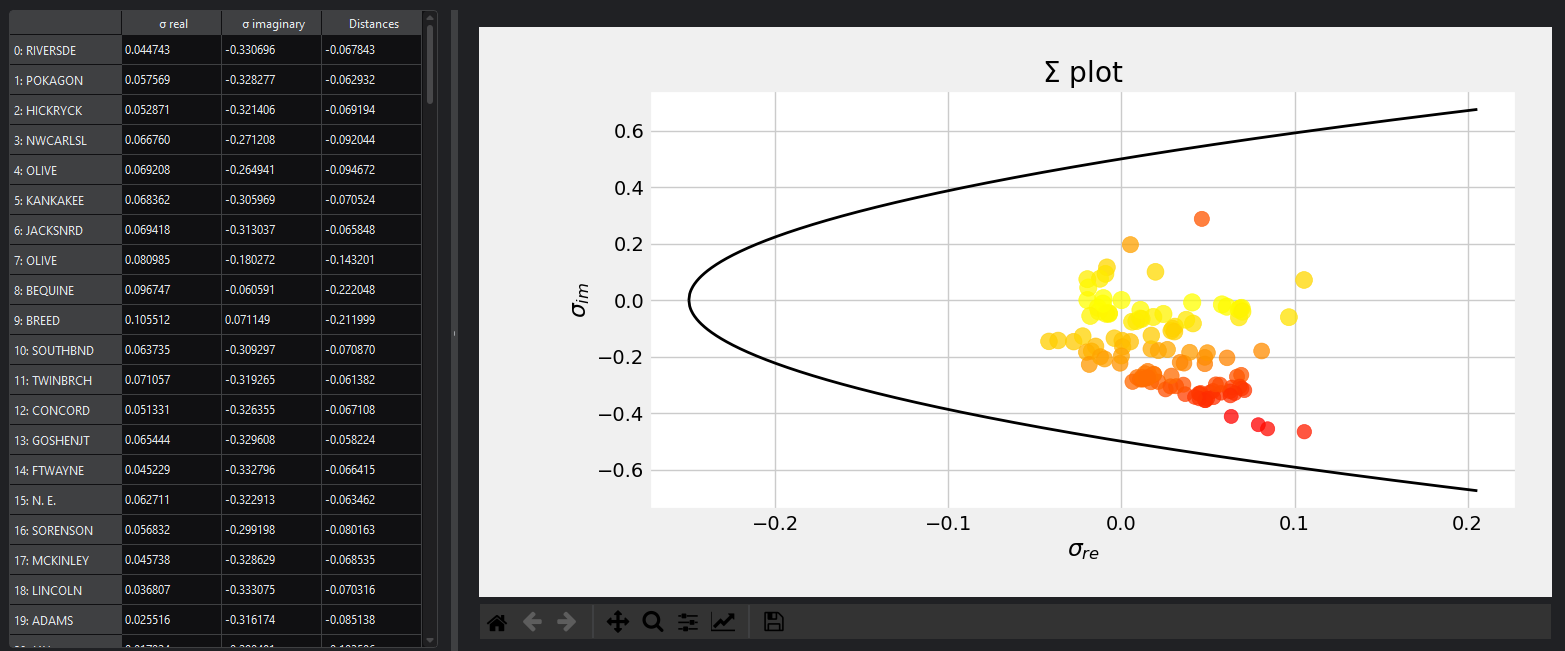 σ real σ imaginary Distances
0: RIVERSDE 0.044743 -0.330696 -0.067843
1: POKAGON 0.057569 -0.328277 -0.062932
2: HICKRYCK 0.052871 -0.321406 -0.069194
3: NWCARLSL 0.066760 -0.271208 -0.092044
4: OLIVE 0.069208 -0.264941 -0.094672
5: KANKAKEE 0.068362 -0.305969 -0.070524
6: JACKSNRD 0.069418 -0.313037 -0.065848
7: OLIVE 0.080985 -0.180272 -0.143201
8: BEQUINE 0.096747 -0.060591 -0.222048
9: BREED 0.105512 0.071149 -0.211999
10: SOUTHBND 0.063735 -0.309297 -0.070870
11: TWINBRCH 0.071057 -0.319265 -0.061382
12: CONCORD 0.051331 -0.326355 -0.067108
13: GOSHENJT 0.065444 -0.329608 -0.058224
14: FTWAYNE 0.045229 -0.332796 -0.066415
15: N. E. 0.062711 -0.322913 -0.063462
16: SORENSON 0.056832 -0.299198 -0.080163
17: MCKINLEY 0.045738 -0.328629 -0.068535
18: LINCOLN 0.036807 -0.333075 -0.070316
19: ADAMS 0.025516 -0.316174 -0.085138
Σ plot
0.6
0.4
0.2
0.0
−0.2
−0.4
−0.6
σim
−0.2 −0.1 0.0 0.1 0.2
σre